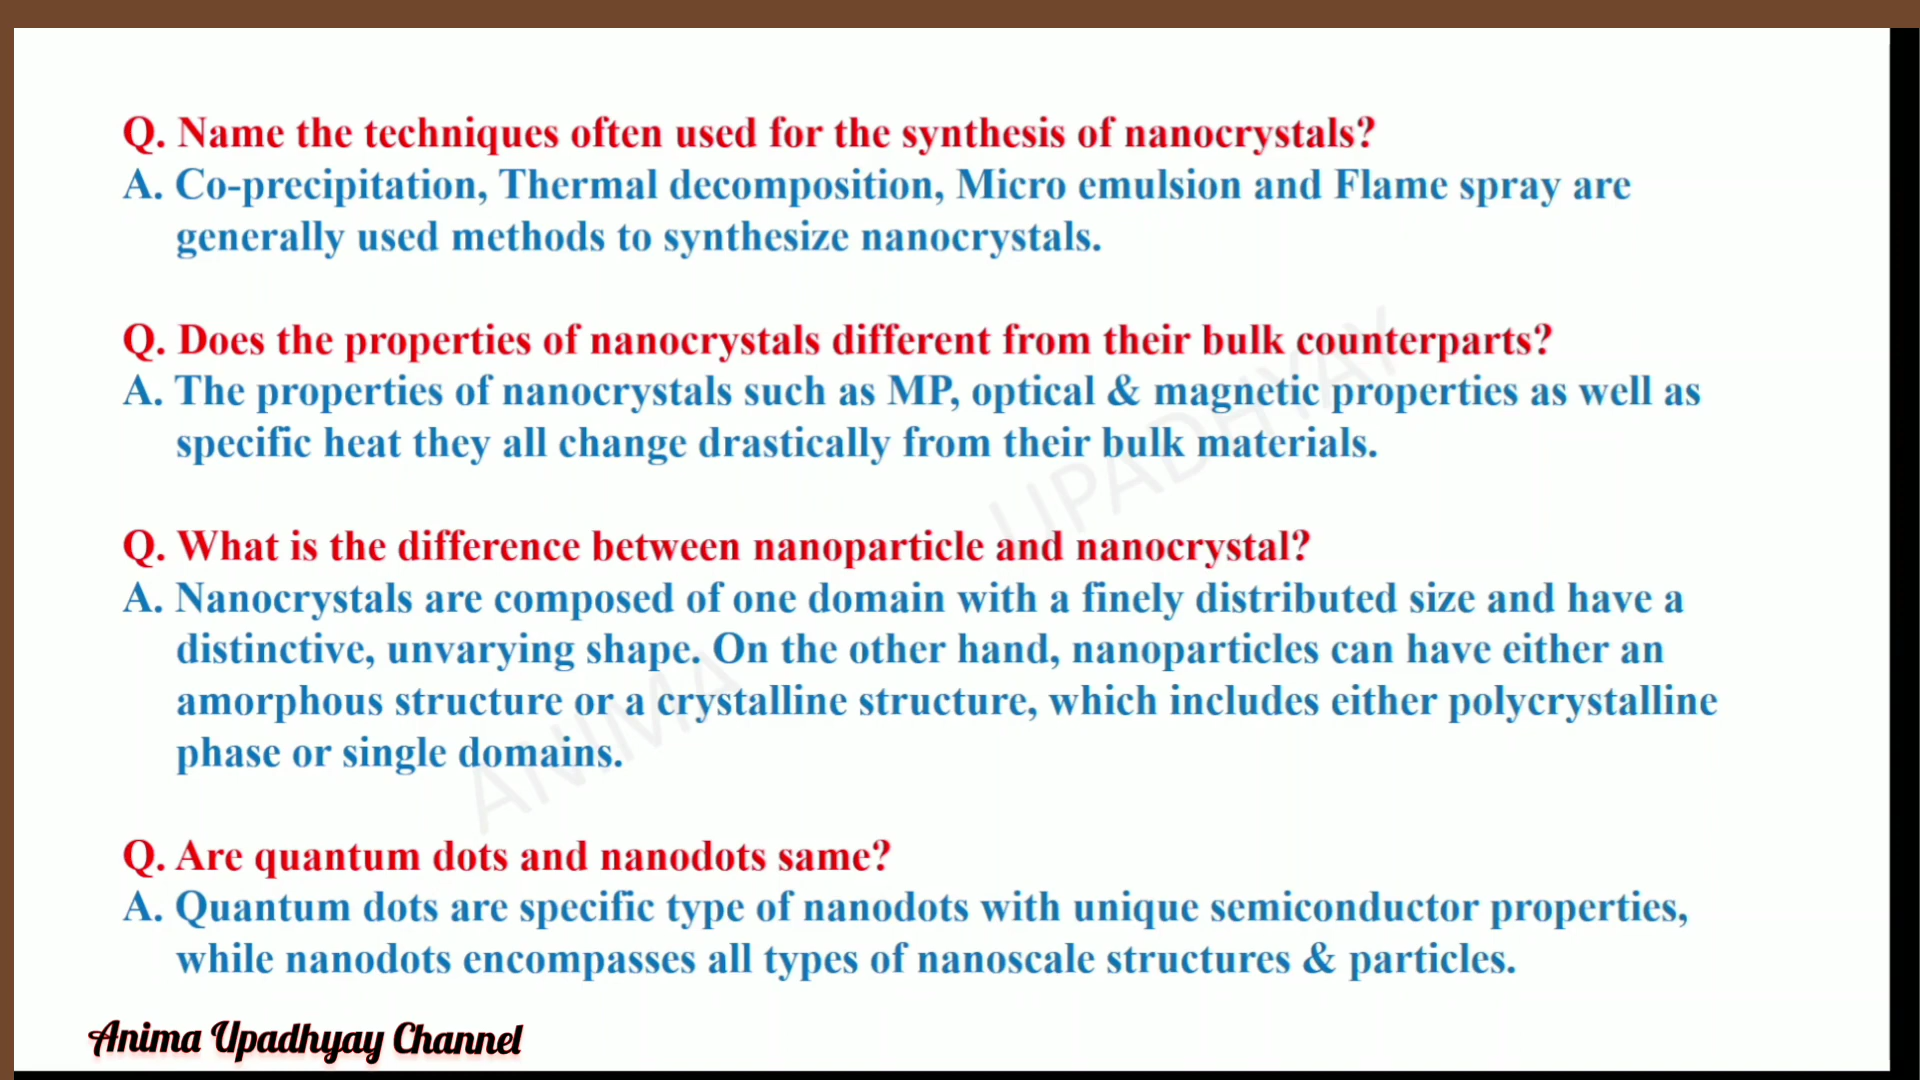 Q. Name the techniques often used for the synthesis of nanocrystals?
A. Co-precipitation, Thermal decomposition, Micro emulsion and Flame spray are
generally used methods to synthesize nanocrystals.
Q. Does the properties of nanocrystals different from their bulk counterparts?
A. The properties of nanocrystals such as MP, optical & magnetic properties as well as
specific heat they all change drastically from their bulk materials.
Q. What is the difference between nanoparticle and nanocrystal?
A. Nanocrystals are composed of one domain with a finely distributed size and have a
distinctive, unvarying shape. On the other hand, nanoparticles can have either an
amorphous structure or a crystalline structure, which includes either polycrystalline
phase or single domains.
Q. Are quantum dots and nanodots same?
A. Quantum dots are specific type of nanodots with unique semiconductor properties,
while nanodots encompasses all types of nanoscale structures & particles.
ANIMA UPADHYAY
Anima Upadhyay Channel